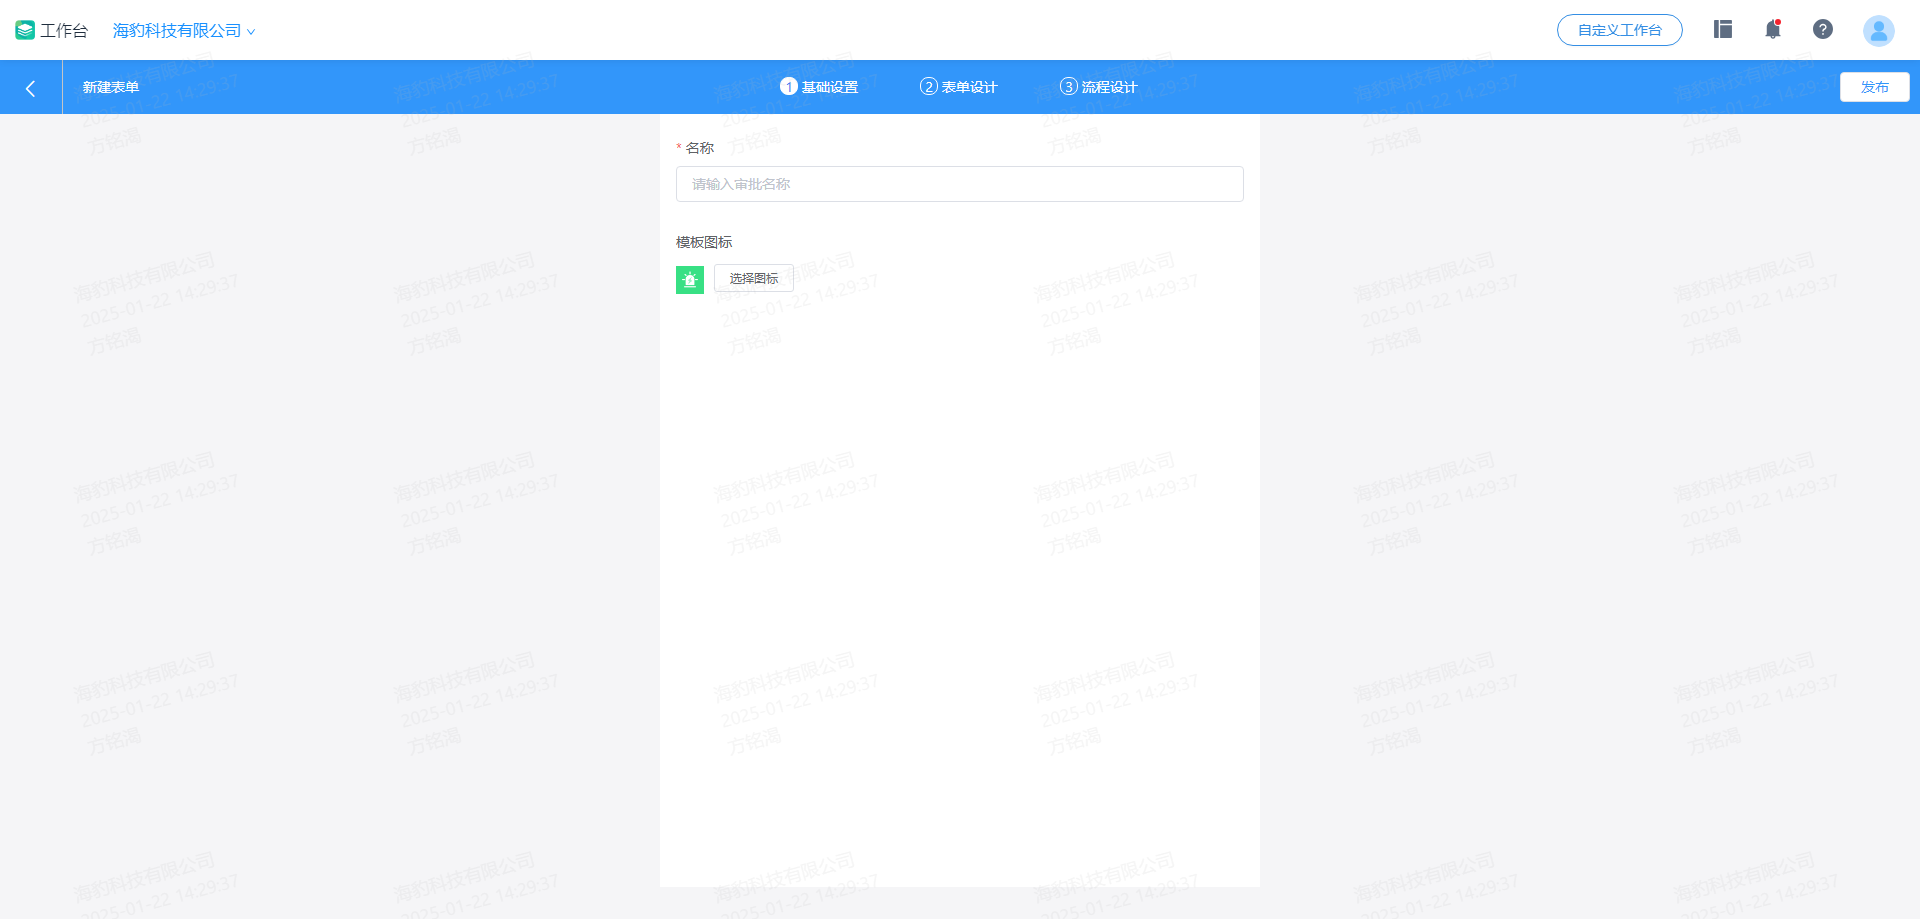 工作台 海豹科技有限公司 自定义工作台
新建表单 1 基础设置 2 表单设计 3 流程设计 发布
* 名称
请输入审批名称
模板图标
选择图标
海豹科技有限公司
2025-01-22 14:29:37